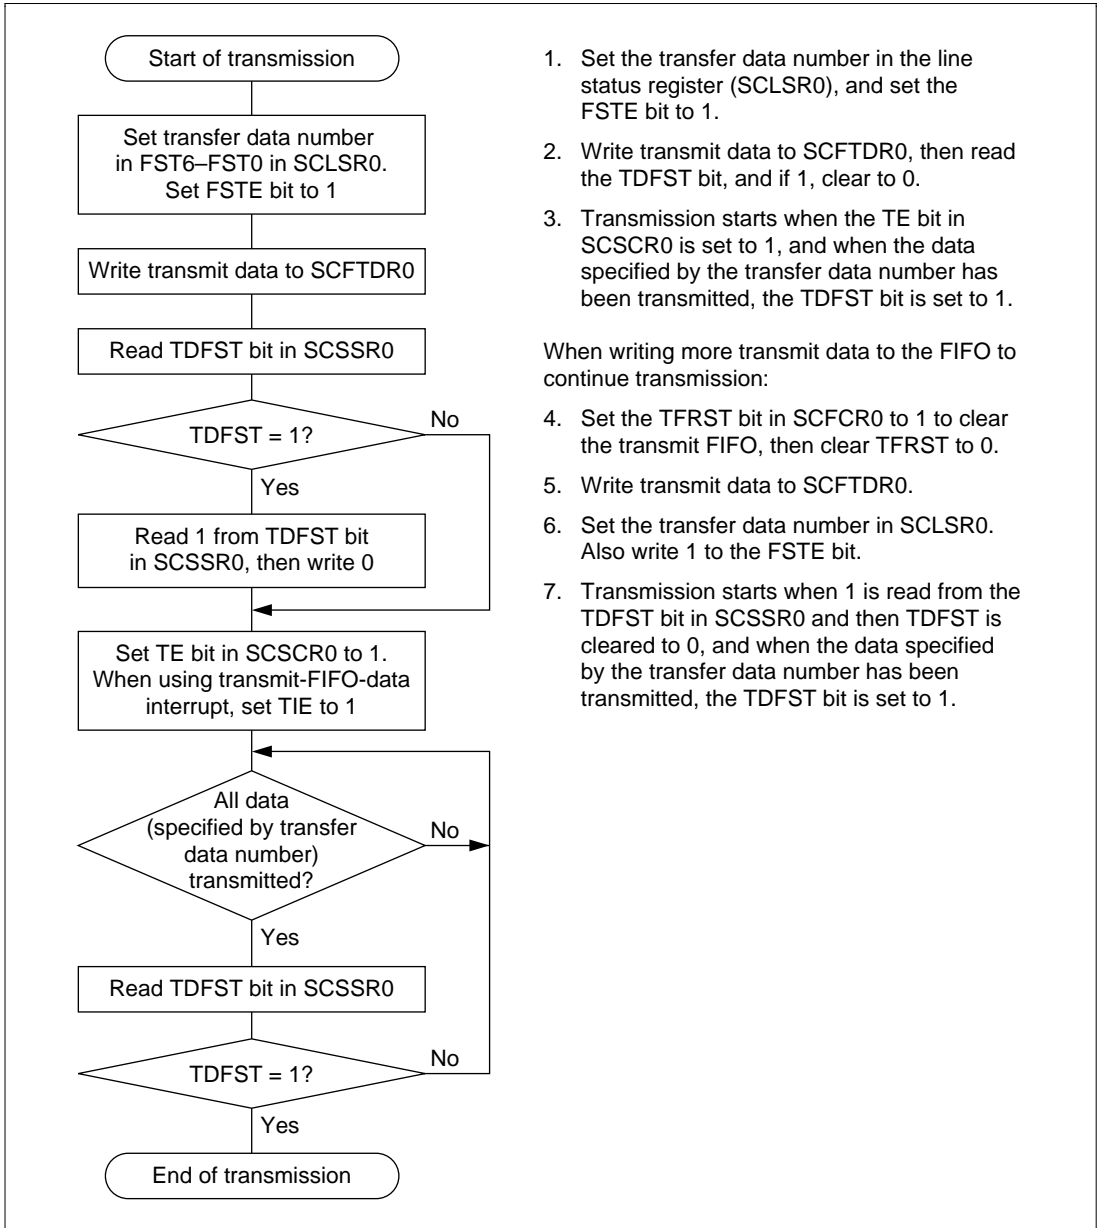 Start of transmission
Set transfer data number
in FST6–FST0 in SCLSR0.
Set FSTE bit to 1
Write transmit data to SCFTDR0
Read TDFST bit in SCSSR0
TDFST = 1?
No
Yes
Read 1 from TDFST bit
in SCSSR0, then write 0
Set TE bit in SCSCR0 to 1.
When using transmit-FIFO-data
interrupt, set TIE to 1
All data
(specified by transfer
data number)
transmitted?
No
Yes
Read TDFST bit in SCSSR0
TDFST = 1?
No
Yes
End of transmission
1. Set the transfer data number in the line
status register (SCLSR0), and set the
FSTE bit to 1.
2. Write transmit data to SCFTDR0, then read
the TDFST bit, and if 1, clear to 0.
3. Transmission starts when the TE bit in
SCSCR0 is set to 1, and when the data
specified by the transfer data number has
been transmitted, the TDFST bit is set to 1.
When writing more transmit data to the FIFO to
continue transmission:
4. Set the TFRST bit in SCFCR0 to 1 to clear
the transmit FIFO, then clear TFRST to 0.
5. Write transmit data to SCFTDR0.
6. Set the transfer data number in SCLSR0.
Also write 1 to the FSTE bit.
7. Transmission starts when 1 is read from the
TDFST bit in SCSSR0 and then TDFST is
cleared to 0, and when the data specified
by the transfer data number has been
transmitted, the TDFST bit is set to 1.